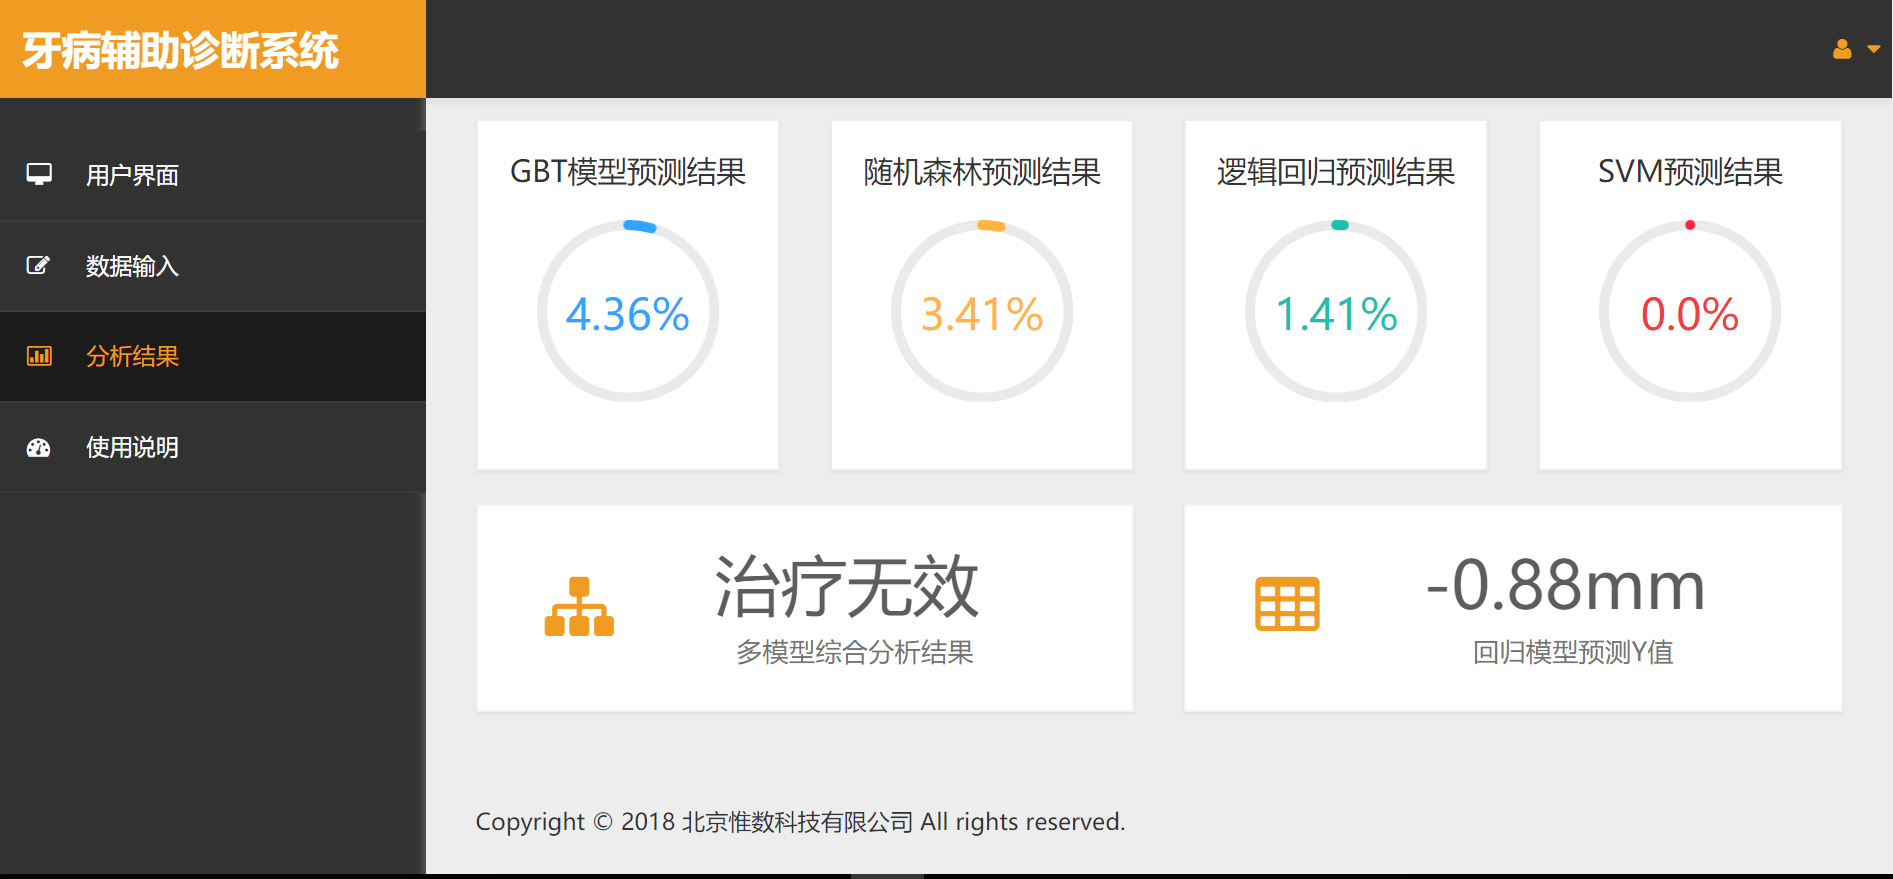 牙病辅助诊断系统
用户界面
数据输入
分析结果
使用说明
GBT模型预测结果
4.36%
随机森林预测结果
3.41%
逻辑回归预测结果
1.41%
SVM预测结果
0.0%
治疗无效
多模型综合分析结果
-0.88mm
回归模型预测Y值
Copyright © 2018 北京惟数科技有限公司 All rights reserved.